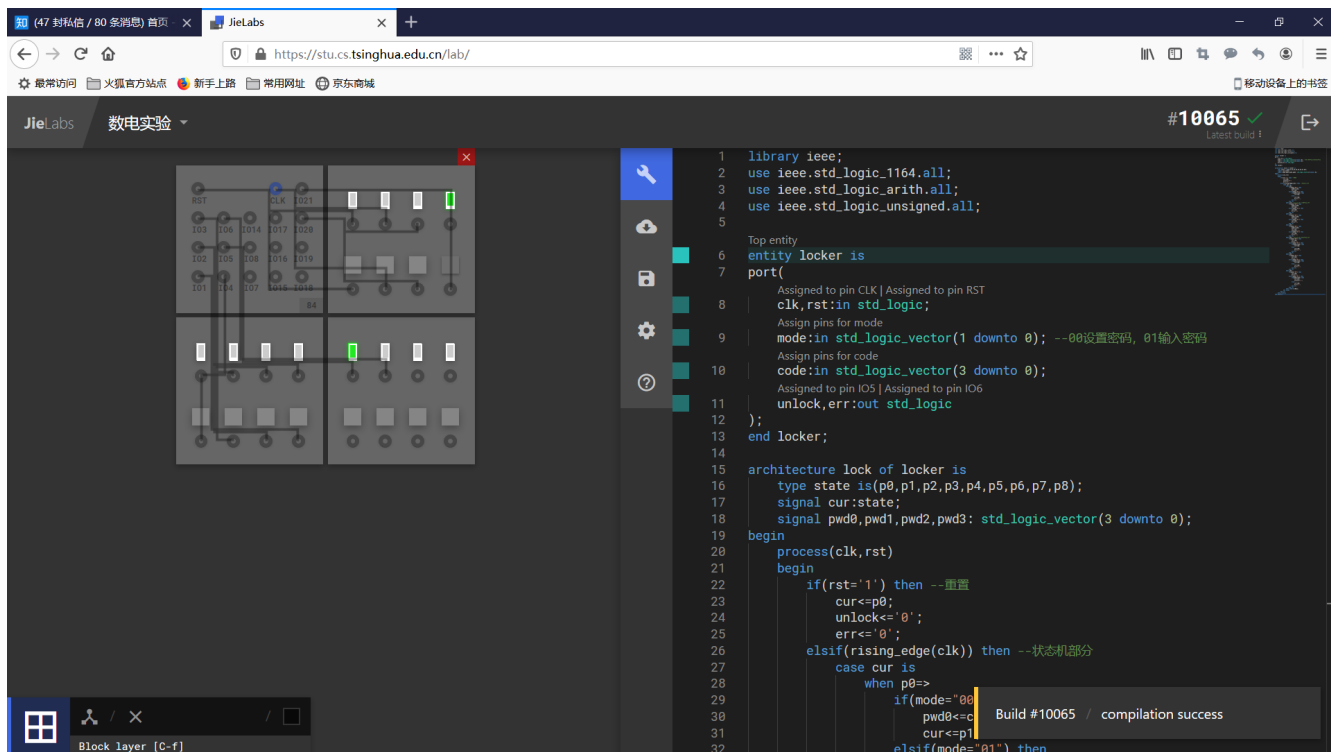 (47 封私信 / 80 条消息) 首页
JieLabs
https://stu.cs.tsinghua.edu.cn/lab/
最常访问
火狐官方站点
新手上路
常用网址
京东商城
移动设备上的书签
JieLabs
数电实验
#10065
Latest build
RST CLK IO21
IO3 IO6 IO14 IO17 IO20
IO2 IO5 IO8 IO16 IO19
IO1 IO4 IO7 IO15 IO18
84
1 library ieee;
2 use ieee.std_logic_1164.all;
3 use ieee.std_logic_arith.all;
4 use ieee.std_logic_unsigned.all;
5
Top entity
6 entity locker is
7 port(
Assigned to pin CLK | Assigned to pin RST
8 clk,rst:in std_logic;
Assign pins for mode
9 mode:in std_logic_vector(1 downto 0); --00设置密码, 01输入密码
Assign pins for code
10 code:in std_logic_vector(3 downto 0);
Assigned to pin IO5 | Assigned to pin IO6
11 unlock,err:out std_logic
12 );
13 end locker;
14
15 architecture lock of locker is
16 type state is(p0,p1,p2,p3,p4,p5,p6,p7,p8);
17 signal cur:state;
18 signal pwd0,pwd1,pwd2,pwd3: std_logic_vector(3 downto 0);
19 begin
20 process(clk,rst)
21 begin
22 if(rst='1') then --重置
23 cur<=p0;
24 unlock<='0';
25 err<='0';
26 elsif(rising_edge(clk)) then --状态机部分
27 case cur is
28 when p0=>
29 if(mode="00
30 pwd0<=c
31 cur<=p1
32 elsif(mode="01") then
Build #10065 / compilation success
Block layer [C-f]